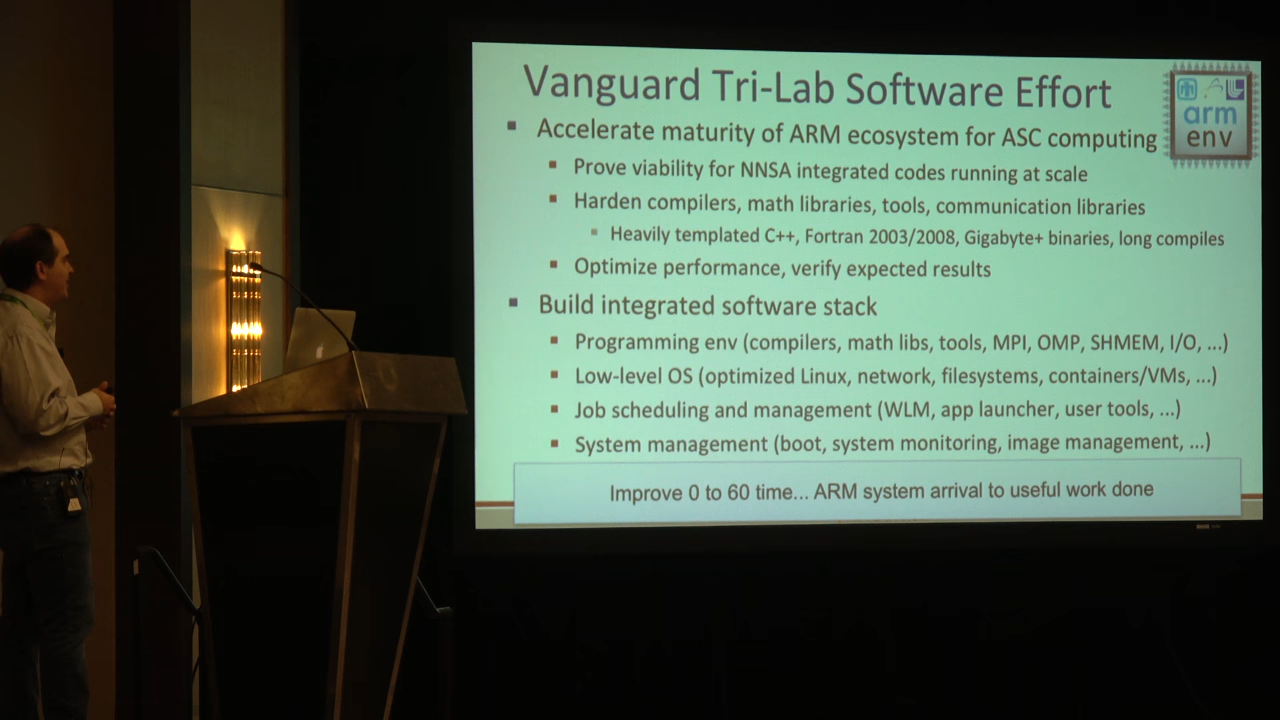 Vanguard Tri-Lab Software Effort
arm
env
Accelerate maturity of ARM ecosystem for ASC computing
Prove viability for NNSA integrated codes running at scale
Harden compilers, math libraries, tools, communication libraries
Heavily templated C++, Fortran 2003/2008, Gigabyte+ binaries, long compiles
Optimize performance, verify expected results
Build integrated software stack
Programming env (compilers, math libs, tools, MPI, OMP, SHMEM, I/O, ...)
Low-level OS (optimized Linux, network, filesystems, containers/VMs, ...)
Job scheduling and management (WLM, app launcher, user tools, ...)
System management (boot, system monitoring, image management, ...)
Improve 0 to 60 time... ARM system arrival to useful work done